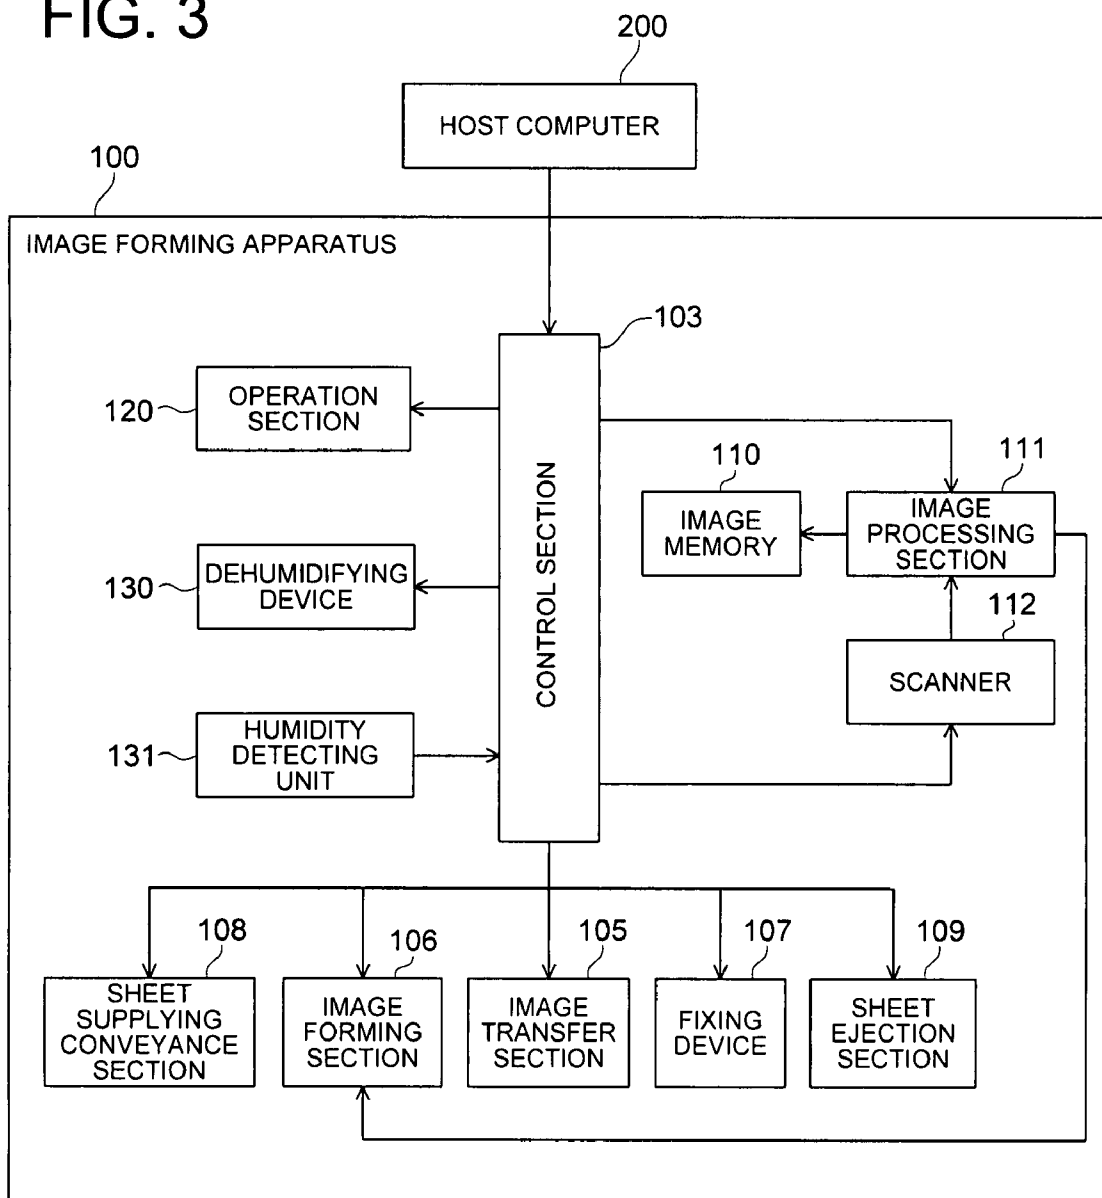 FIG. 3
200
HOST COMPUTER
100
IMAGE FORMING APPARATUS
103
CONTROL SECTION
120
OPERATION
SECTION
130
DEHUMIDIFYING
DEVICE
131
HUMIDITY
DETECTING
UNIT
110
IMAGE
MEMORY
111
IMAGE
PROCESSING
SECTION
112
SCANNER
108
SHEET
SUPPLYING
CONVEYANCE
SECTION
106
IMAGE
FORMING
SECTION
105
IMAGE
TRANSFER
SECTION
107
FIXING
DEVICE
109
SHEET
EJECTION
SECTION